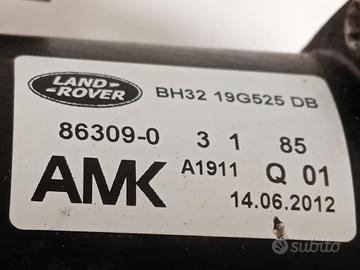 LAND-ROVER
BH32 19G525 DB
86309-0 3 1 85
AMK A1911 Q 01
14.06.2012
subito